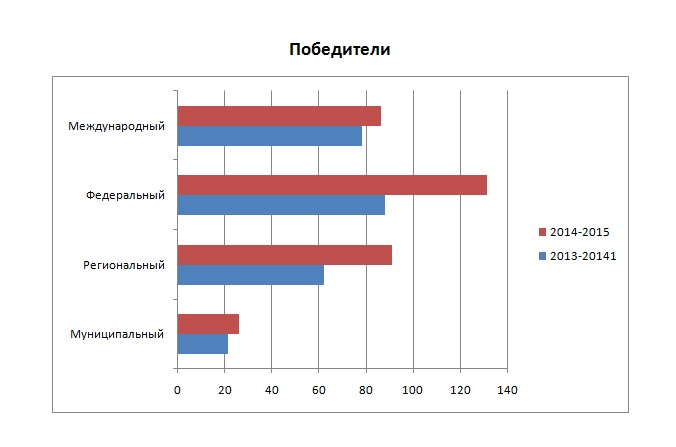 Победители
Международный
Федеральный
Региональный
Муниципальный
0 20 40 60 80 100 120 140
2014-2015
2013-20141